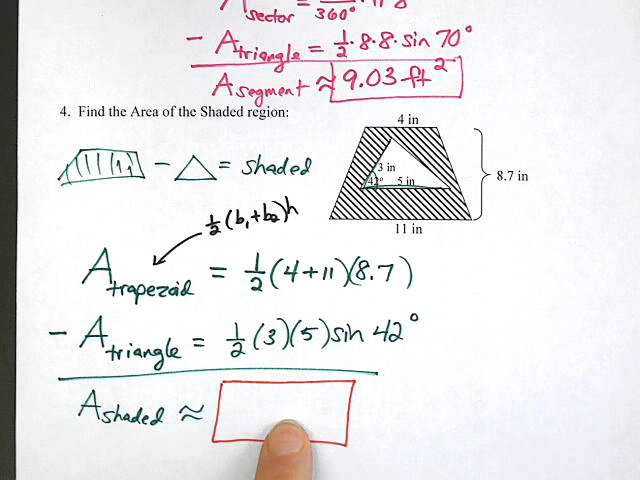 A sector = 360° · π 8
- A triangle = 1/2 · 8 · 8 · sin 70°
A segment ≈ 9.03 ft²
4. Find the Area of the Shaded region:
4 in
- = shaded
3 in
42° 5 in
8.7 in
11 in
1/2 (b₁+b₂)h
A trapezoid = 1/2 (4+11)(8.7)
- A triangle = 1/2 (3)(5) sin 42°
A shaded ≈